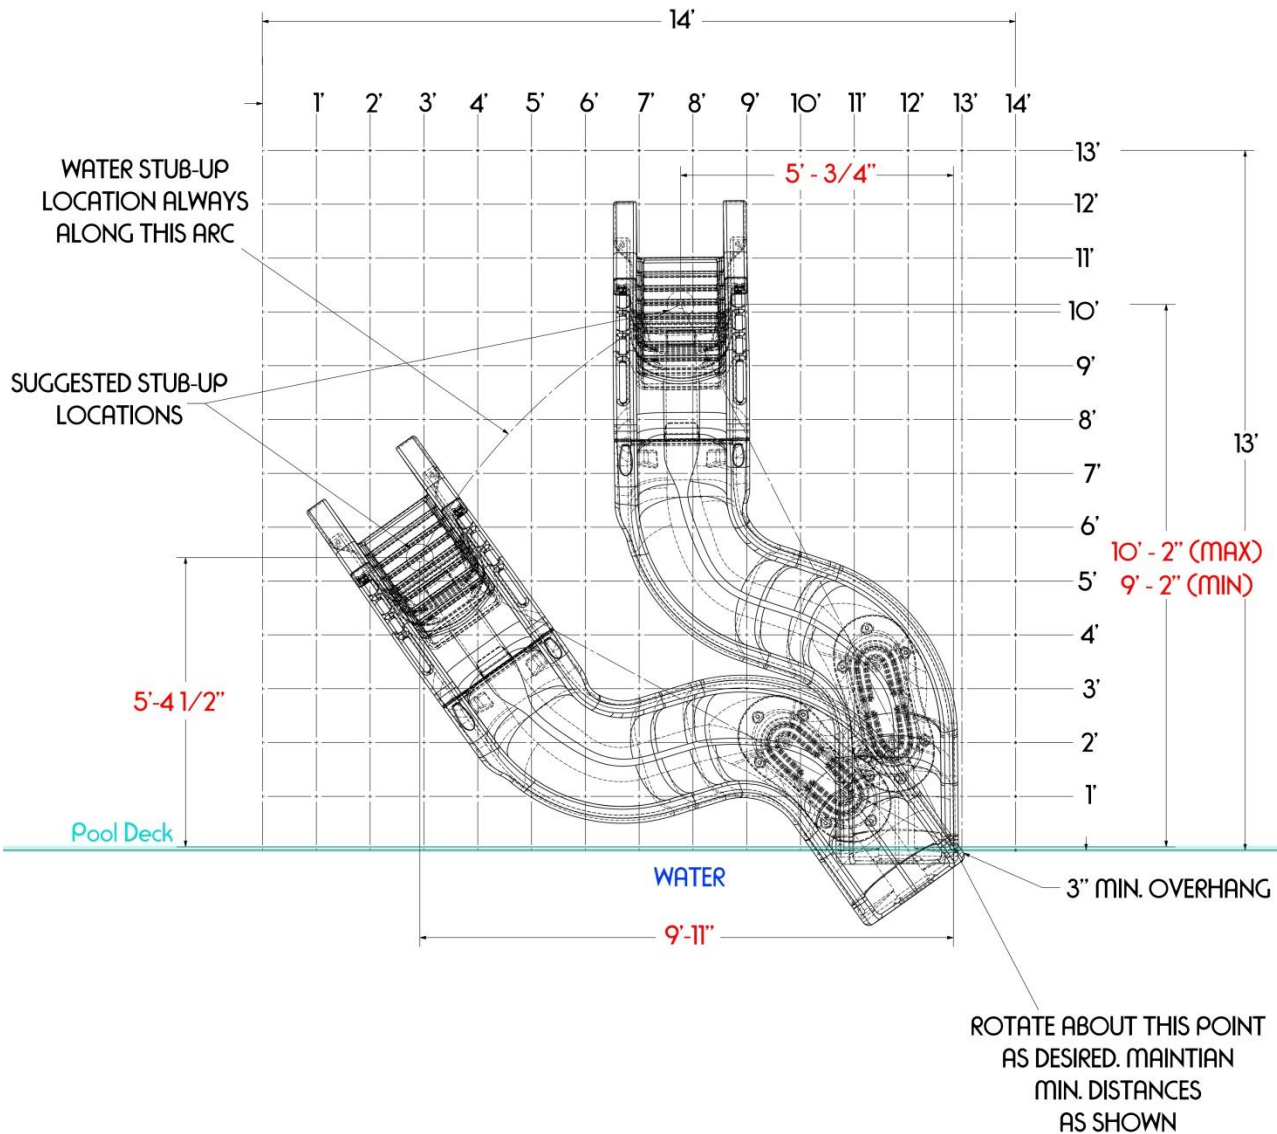 14'
1' 2' 3' 4' 5' 6' 7' 8' 9' 10' 11' 12' 13' 14'
13'
WATER STUB-UP
LOCATION ALWAYS
ALONG THIS ARC
5' - 3/4"
12'
11'
10'
9'
SUGGESTED STUB-UP
LOCATIONS
8'
13'
7'
6'
10' - 2" (MAX)
5'
9' - 2" (MIN)
4'
3'
5'-4 1/2"
2'
1'
Pool Deck
WATER
3" MIN. OVERHANG
9'-11"
ROTATE ABOUT THIS POINT
AS DESIRED. MAINTIAN
MIN. DISTANCES
AS SHOWN